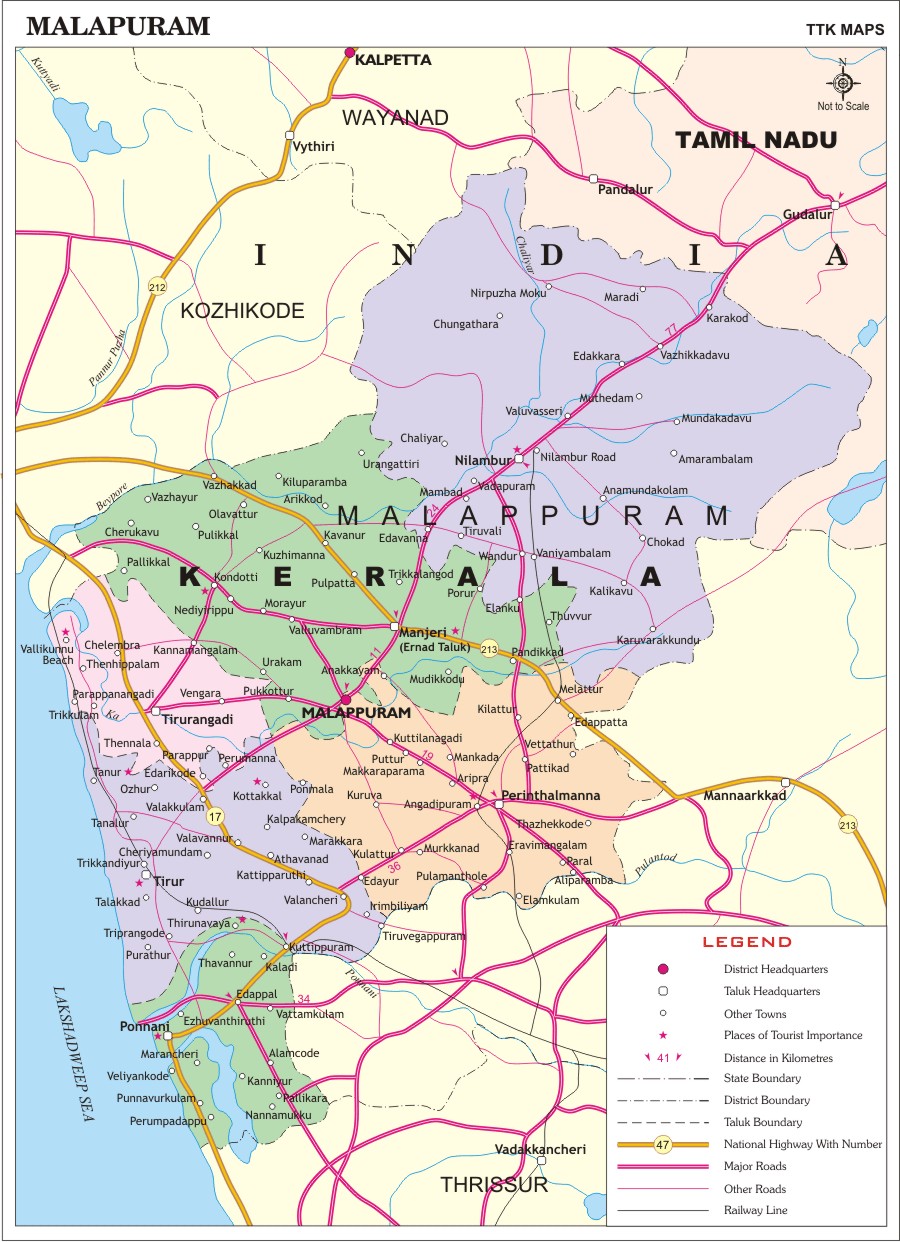 MALAPURAM
TTK MAPS
Kuttyadi
KALPETTA
WAYANAD
N
Not to Scale
TAMIL NADU
Vythiri
Pandalur
Gudalur
I N D I A
Chaliyar
212
KOZHIKODE
Nirpuzha Moku
Maradi
Karakod
Chungathara
77
Pannur Puzha
Edakkara
Vazhikkadavu
Muthedam
Valuvasseri
Mundakadavu
Chaliyar
Urangattiri
Nilambur
Nilambur Road
Amarambalam
Vazhakkad
Kiluparamba
Vadapuram
Mambad
Anamundakolam
Beypore
Vazhayur
Arikkod
Olavattur
24
MALAPPURAM
Cherukavu
Pulikkal
Kavanur
Edavanna
Tiruvali
Chokad
Kuzhimanna
Wandur
Vaniyambalam
Pallikkal
KERALA
Kondotti
Pulpatta
Trikkalangod
Porur
Kalikavu
Nediyirippu
Morayur
Elanku
Valluvambram
Manjeri
(Ernad Taluk)
Thuvvur
Karuvarakkundu
213
Vallikunnu
Beach
Chelembra
Kannamangalam
Pandikkad
Thenhippalam
Urakam
Anakkayam
11
Mudikkodu
Parappanangadi
Vengara
Pukkottur
Melattur
Trikkulam
Ka
Tirurangadi
MALAPPURAM
Kilattur
Edappatta
Thennala
Kuttilanagadi
Vettathur
Parappur
Perumanna
Puttur
19
Mankada
Pattikad
Tanur
Edarikode
Makkaraparama
Ozhur
Kottakkal
Ponmala
Kuruva
Aripra
Perinthalmanna
Mannaarkkad
Valakkulam
Angadipuram
Tanalur
17
Kalpakamchery
Thazhekkode
213
Valavannur
Marakkara
Eravimangalam
Cheriyamundam
Athavanad
Kulattur
Murkkanad
Paral
Pulantod
Trikkandiyur
36
Tirur
Kattipparuthi
Edayur
Pulamanthole
Aliparamba
Talakkad
Kudallur
Valancheri
Irimbiliyam
Elamkulam
Thirunavaya
Triprangode
Tiruvegappuram
Purathur
Kuttippuram
Thavannur
Kaladi
Ponnani
LAKSHADWEEP SEA
Edappal
34
Vattamkulam
Ponnani
Ezhuvanthiruthi
Marancheri
Alamcode
Veliyankode
Kanniyur
Punnavurkulam
Pallikara
Nannamukku
Perumpadappu
Vadakkancheri
THRISSUR
LEGEND
District Headquarters
Taluk Headquarters
Other Towns
Places of Tourist Importance
41 Distance in Kilometres
State Boundary
District Boundary
Taluk Boundary
47 National Highway With Number
Major Roads
Other Roads
Railway Line